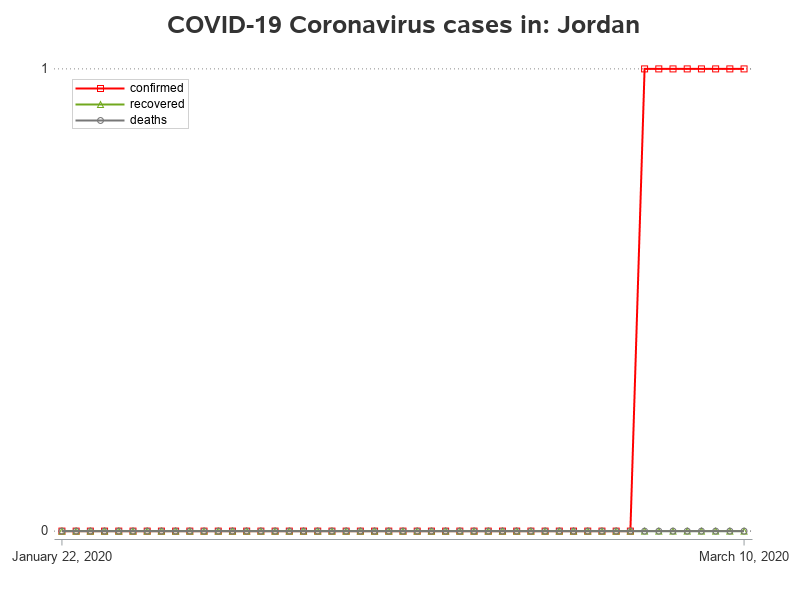 COVID-19 Coronavirus cases in: Jordan
1
confirmed
recovered
deaths
0
January 22, 2020
March 10, 2020